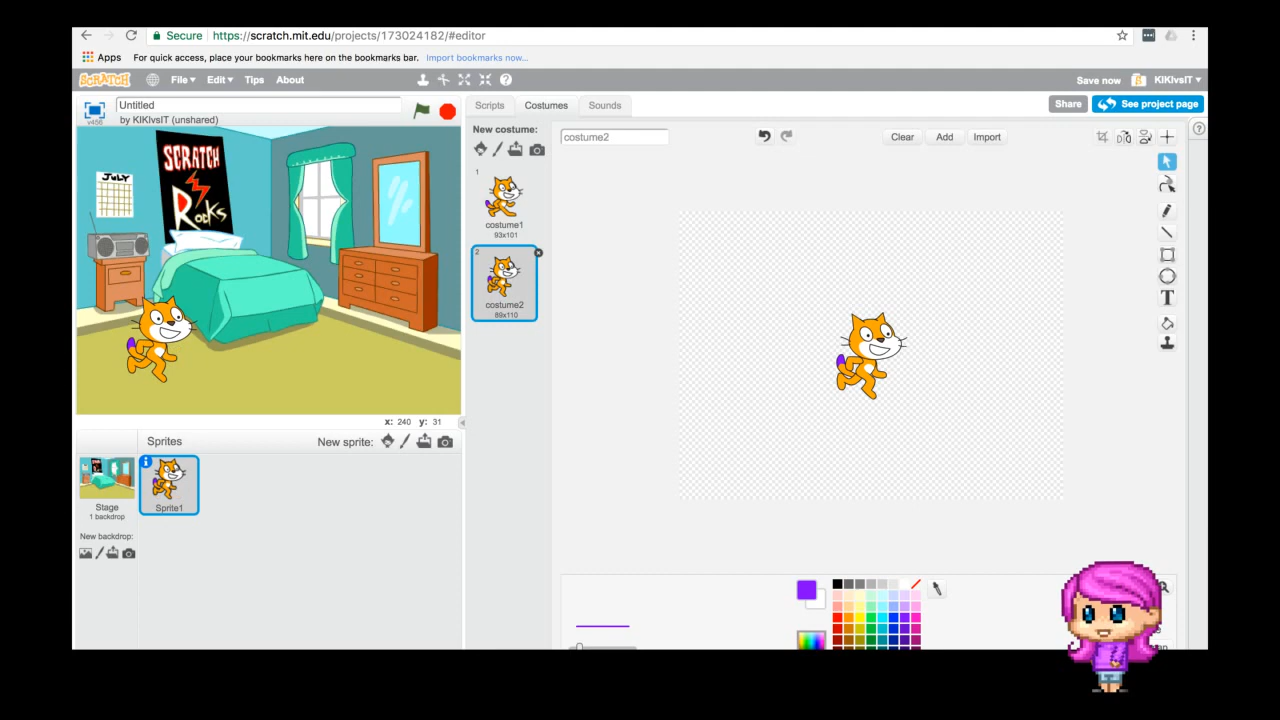 Secure https://scratch.mit.edu/projects/173024182/#editor
Apps For quick access, place your bookmarks here on the bookmarks bar. Import bookmarks now...
SCRATCH File Edit Tips About Save now KIKIvsIT
Untitled
by KIKIvsIT (unshared)
v456
Scripts Costumes Sounds
Share See project page
New costume:
costume2
Clear Add Import
1
costume1
93x101
2
costume2
89x110
JULY
SCRATCH
Rocks
x: 240 y: 31
Sprites New sprite:
Stage
1 backdrop
Sprite1
New backdrop:
T